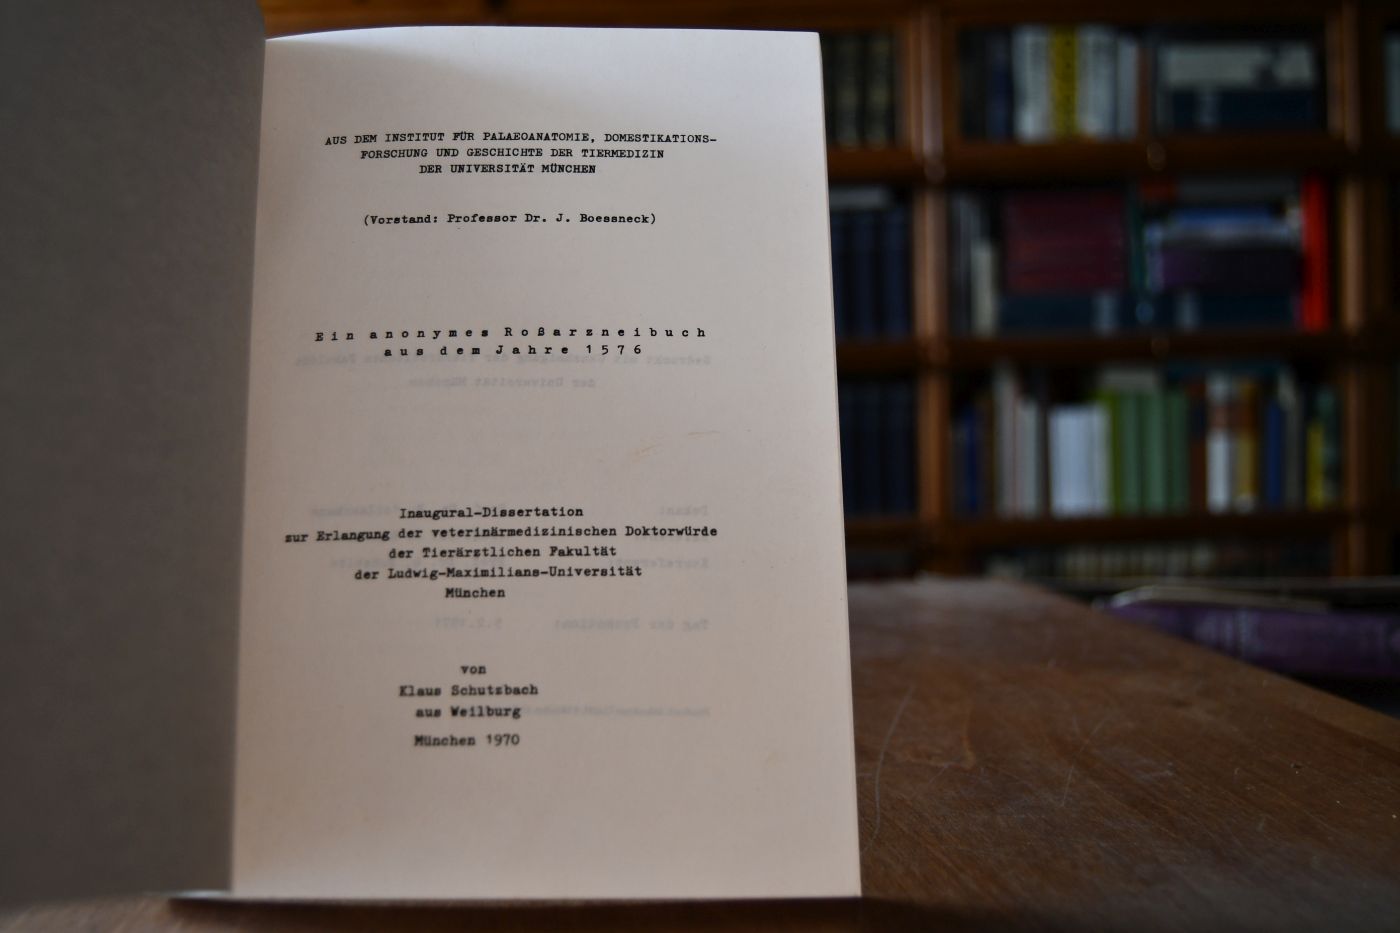 AUS DEM INSTITUT FÜR PALAEOANATOMIE, DOMESTIKATIONS-
FORSCHUNG UND GESCHICHTE DER TIERMEDIZIN
DER UNIVERSITÄT MÜNCHEN
(Vorstand: Professor Dr. J. Boessneck)
Ein anonymes Roßarzneibuch
aus dem Jahre 1576
Inaugural-Dissertation
zur Erlangung der veterinärmedizinischen Doktorwürde
der Tierärztlichen Fakultät
der Ludwig-Maximilians-Universität
München
von
Klaus Schutzbach
aus Weilburg
München 1970